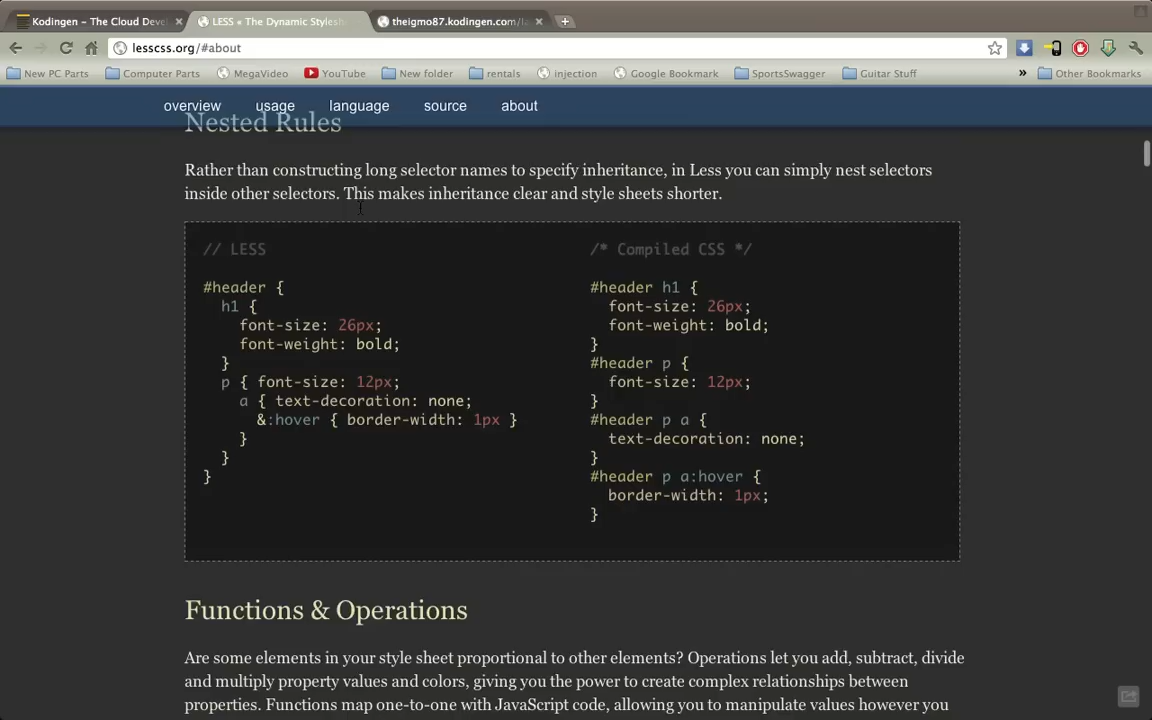 Kodingen – The Cloud Deve
LESS « The Dynamic Stylesh
theigmo87.kodingen.com/
lesscss.org/#about
New PC Parts
Computer Parts
MegaVideo
YouTube
New folder
rentals
injection
Google Bookmark
SportsSwagger
Guitar Stuff
»
Other Bookmarks
overview usage language source about
Nested Rules
Rather than constructing long selector names to specify inheritance, in Less you can simply nest selectors
inside other selectors. This makes inheritance clear and style sheets shorter.
// LESS
#header {
h1 {
font-size: 26px;
font-weight: bold;
}
p { font-size: 12px;
a { text-decoration: none;
&:hover { border-width: 1px }
}
}
}
/* Compiled CSS */
#header h1 {
font-size: 26px;
font-weight: bold;
}
#header p {
font-size: 12px;
}
#header p a {
text-decoration: none;
}
#header p a:hover {
border-width: 1px;
}
Functions & Operations
Are some elements in your style sheet proportional to other elements? Operations let you add, subtract, divide
and multiply property values and colors, giving you the power to create complex relationships between
properties. Functions map one-to-one with JavaScript code, allowing you to manipulate values however you